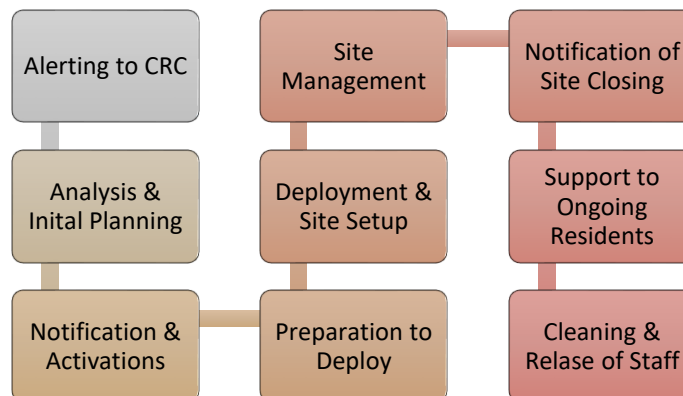 Alerting to CRC
Analysis &
Inital Planning
Notification &
Activations
Preparation to
Deploy
Deployment &
Site Setup
Site
Management
Notification of
Site Closing
Support to
Ongoing
Residents
Cleaning &
Relase of Staff